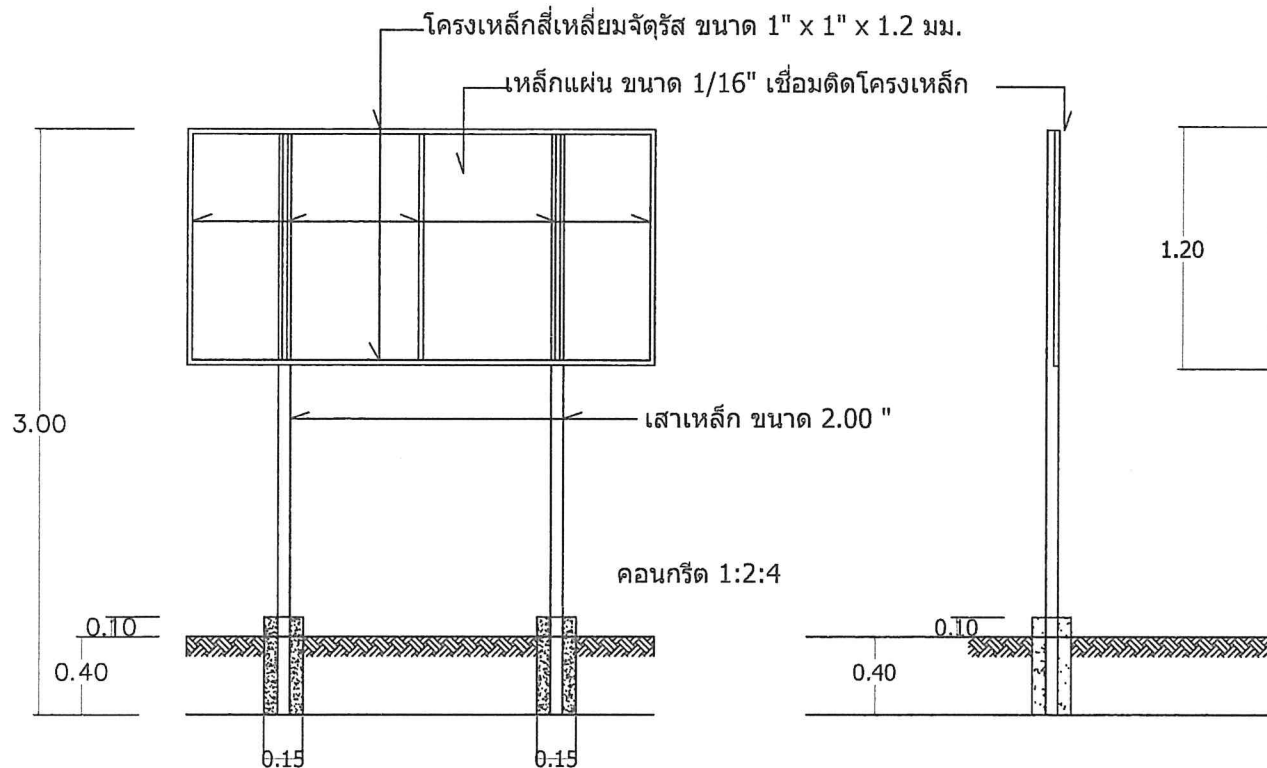 โครงเหล็กสี่เหลี่ยมจัตุรัส ขนาด 1" x 1" x 1.2 มม.
เหล็กแผ่น ขนาด 1/16" เชื่อมติดโครงเหล็ก
1.20
3.00
เสาเหล็ก ขนาด 2.00 "
คอนกรีต 1:2:4
0.10
0.10
0.40
0.40
0.15
0.15